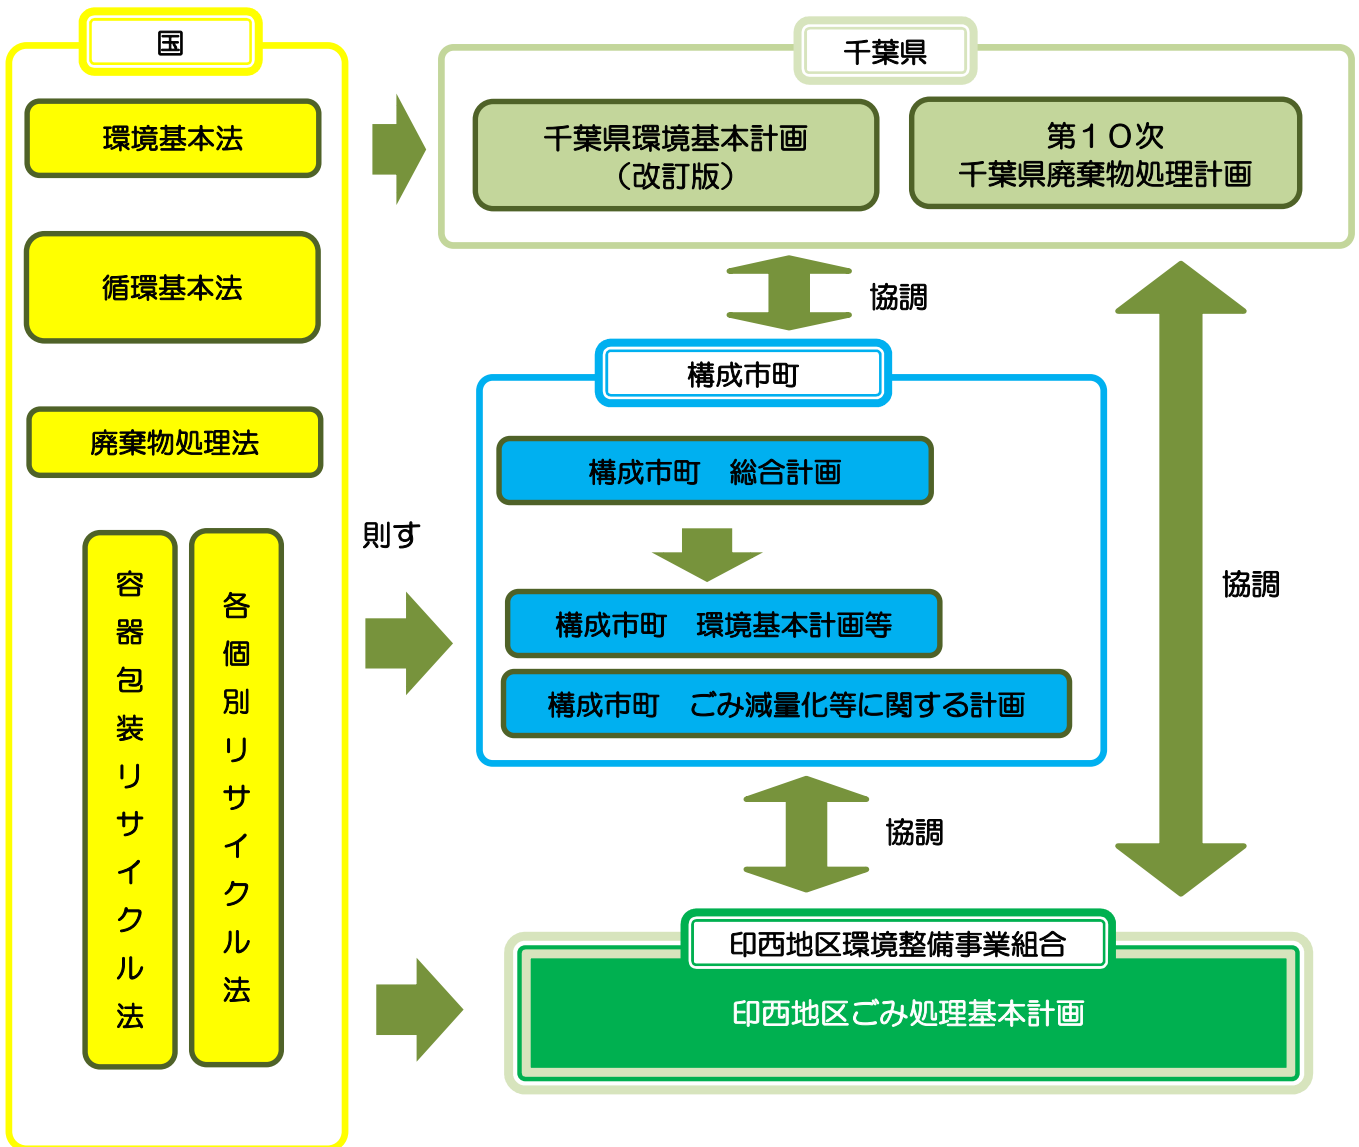 国
環境基本法
循環基本法
廃棄物処理法
容器包装リサイクル法
各個別リサイクル法
則す
千葉県
千葉県環境基本計画
（改訂版）
第１０次
千葉県廃棄物処理計画
協調
構成市町
構成市町　総合計画
構成市町　環境基本計画等
構成市町　ごみ減量化等に関する計画
協調
協調
印西地区環境整備事業組合
印西地区ごみ処理基本計画